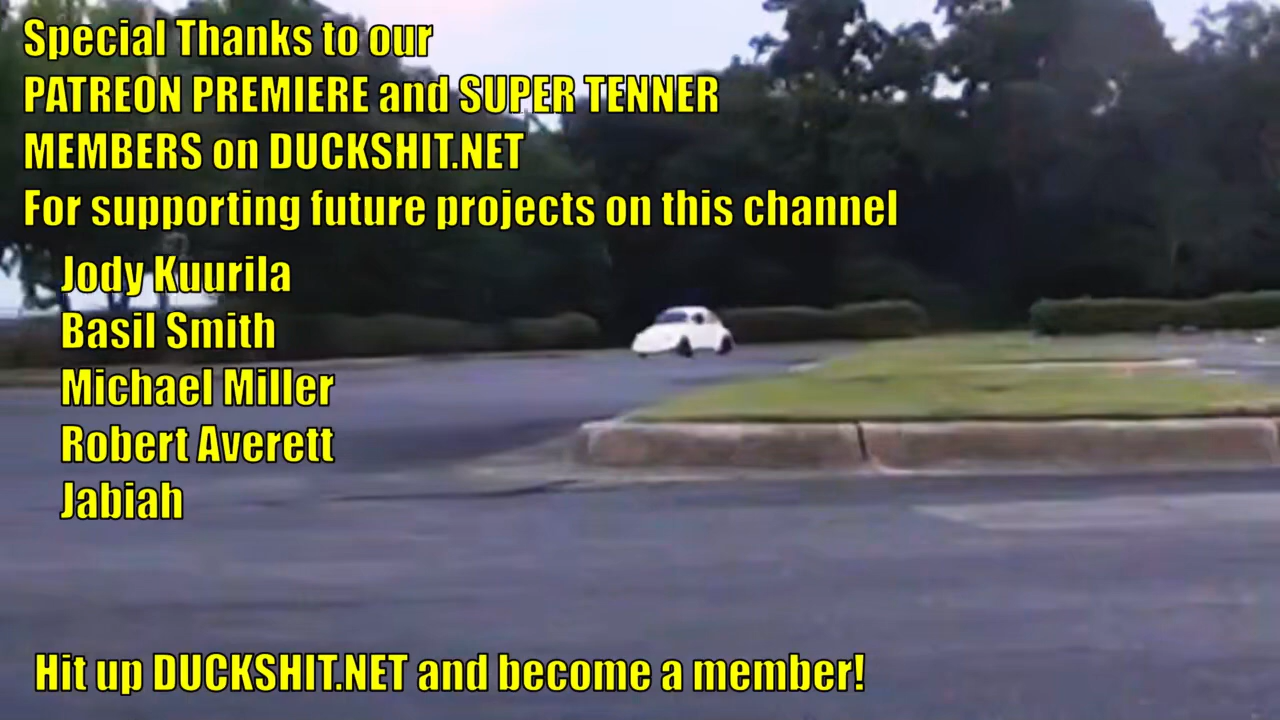 Special Thanks to our
PATREON PREMIERE and SUPER TENNER
MEMBERS on DUCKSHIT.NET
For supporting future projects on this channel
Jody Kuurila
Basil Smith
Michael Miller
Robert Averett
Jabiah
Hit up DUCKSHIT.NET and become a member!